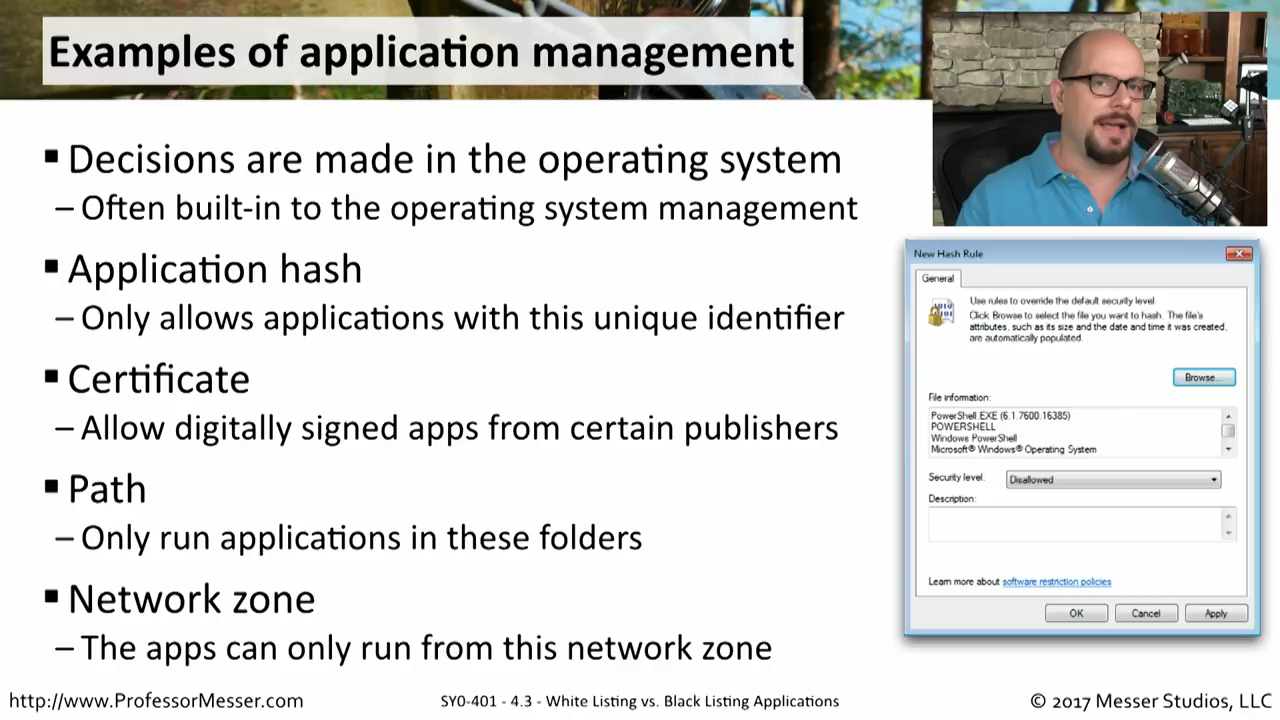 Examples of application management
▪ Decisions are made in the operating system
– Often built-in to the operating system management
▪ Application hash
– Only allows applications with this unique identifier
▪ Certificate
– Allow digitally signed apps from certain publishers
▪ Path
– Only run applications in these folders
▪ Network zone
– The apps can only run from this network zone
New Hash Rule
General
Use rules to override the default security level
Click Browse to select the file you want to hash. The file's
attributes, such as its size and the date and time it was created,
are automatically populated.
Browse...
File information:
PowerShell.EXE (6.1.7600.16385)
POWERSHELL
Windows PowerShell
Microsoft® Windows® Operating System
Security level:
Disallowed
Description:
Learn more about software restriction policies
OK Cancel Apply
http://www.ProfessorMesser.com
SY0-401 - 4.3 - White Listing vs. Black Listing Applications
© 2017 Messer Studios, LLC